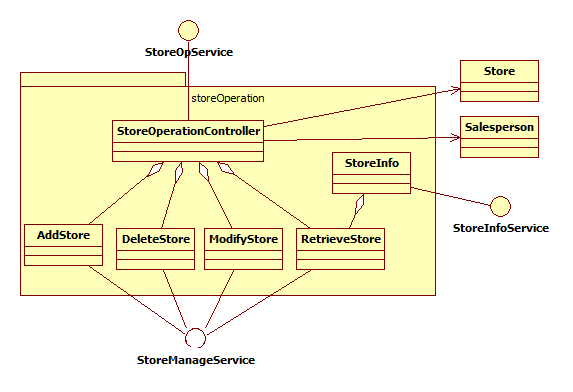 StoreOpService
storeOperation
Store
StoreOperationController
Salesperson
StoreInfo
StoreInfoService
AddStore
DeleteStore
ModifyStore
RetrieveStore
StoreManageService